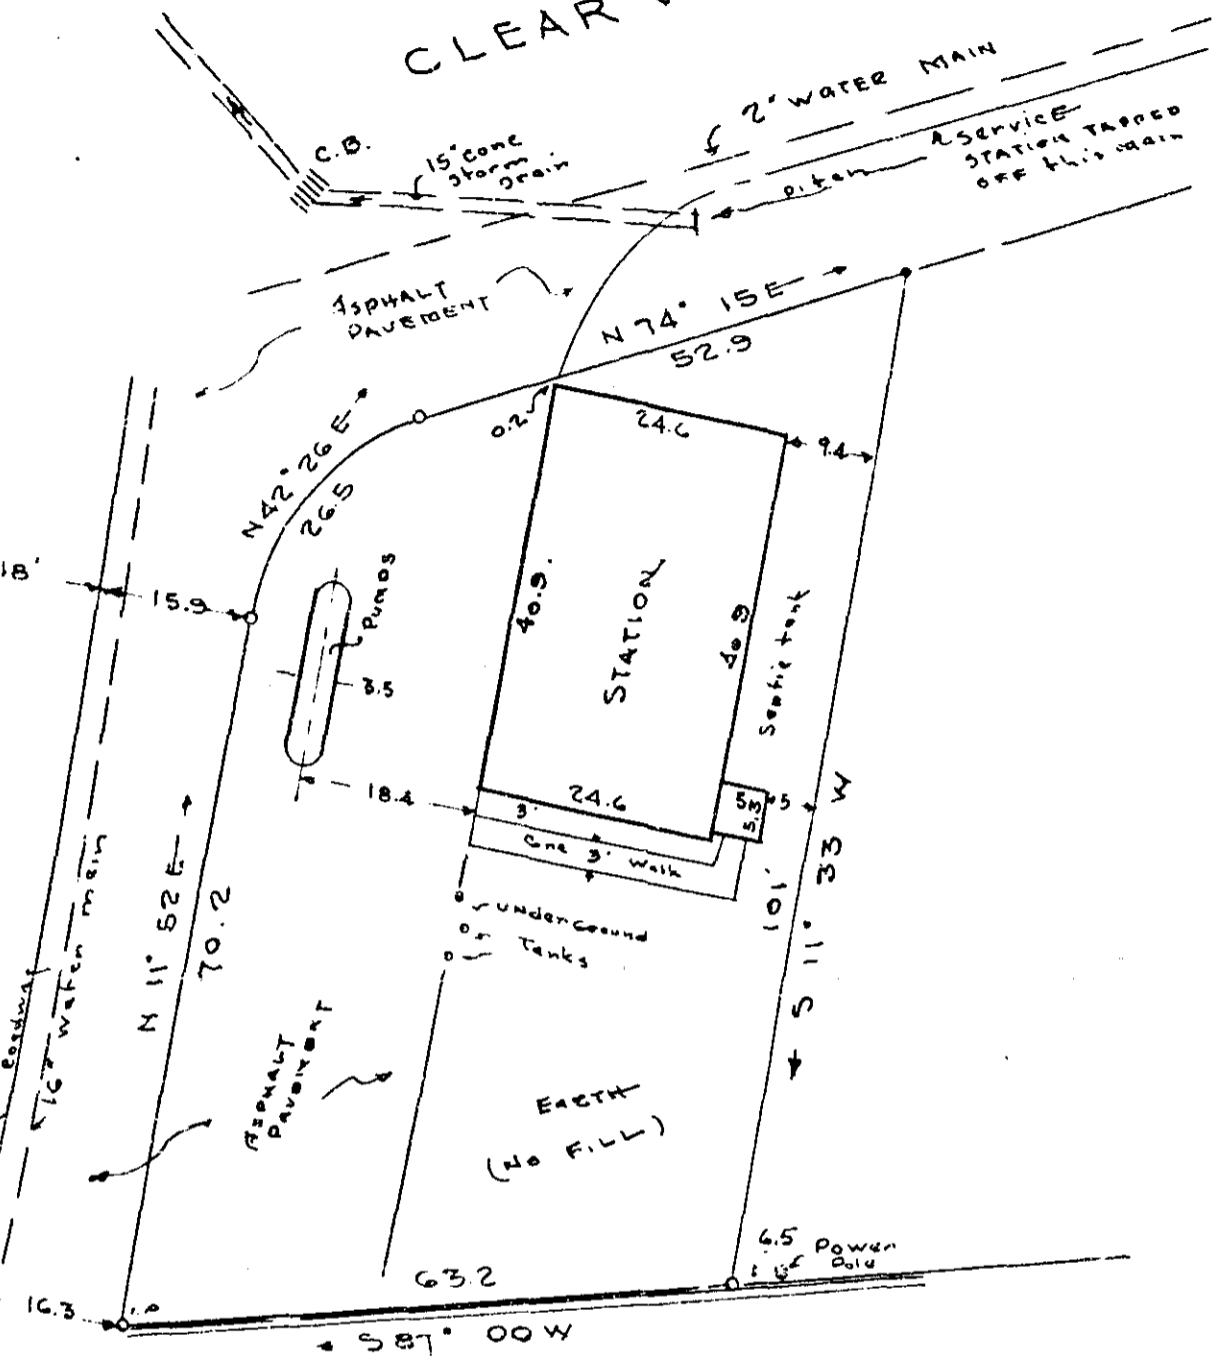 CLEAR
2" WATER MAIN
C.B.
15" conc
storm
drain
& service
STATION TAPPED
OFF this main
ASPHALT
PAVEMENT
N 74° 15 E
52.9
0.2
24.6
9.4
N 42° 26 E
26.5
18'
15.9
PUMPS
3.5
40.9
STATION
40.9
Septic tank
18.4
24.6
3'
5
5.3
5
Conc 3' Walk
101'
S 11° 33 W
UNDERGROUND
Tanks
N 11° 52 E
70.2
16" water main
ASPHALT
PAVEMENT
EARTH
(NO FILL)
6.5
Power
Pole
63.2
16.3
1.0
S 87° 00 W